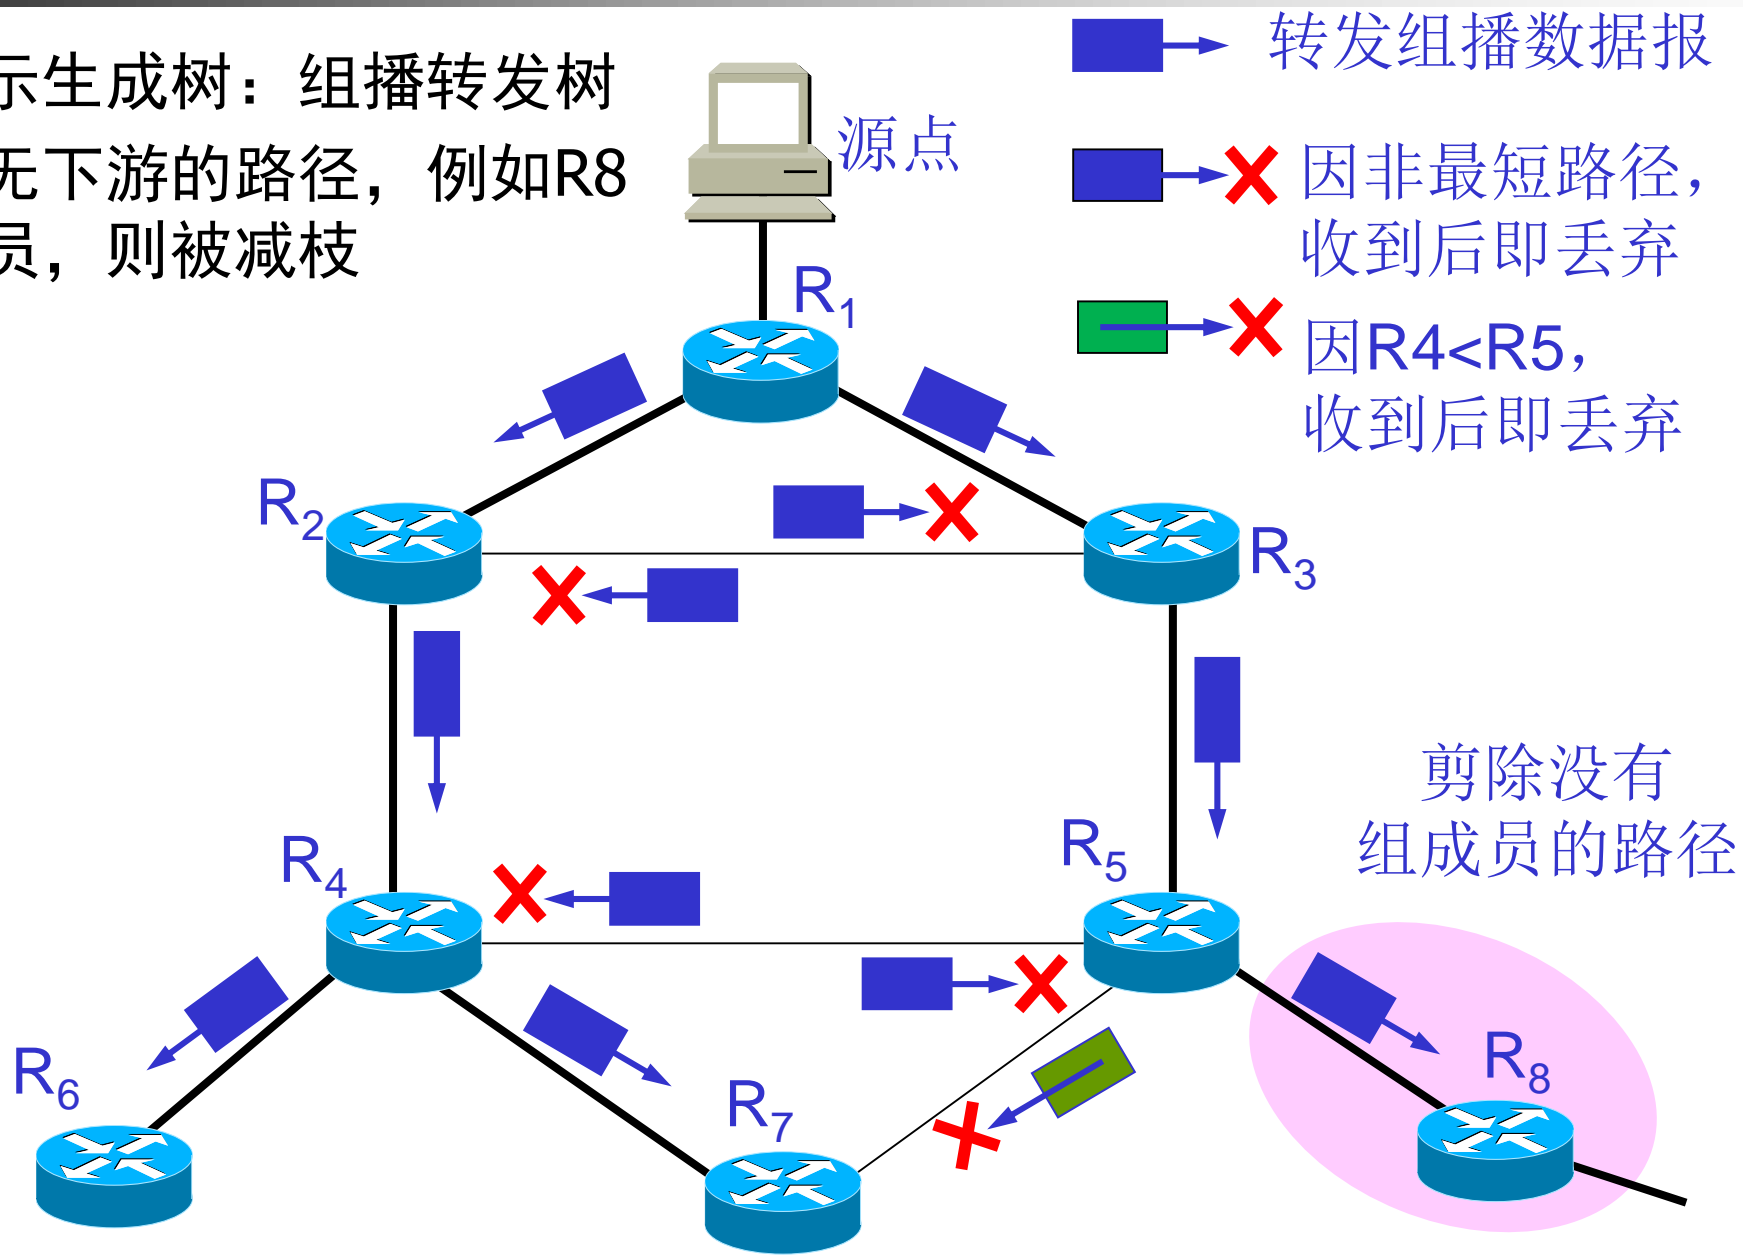 示生成树：组播转发树
无下游的路径，例如R8
员，则被减枝
转发组播数据报
因非最短路径，
收到后即丢弃
因R4<R5，
收到后即丢弃
源点
R1
R2
R3
R4
R5
剪除没有
组成员的路径
R6
R7
R8